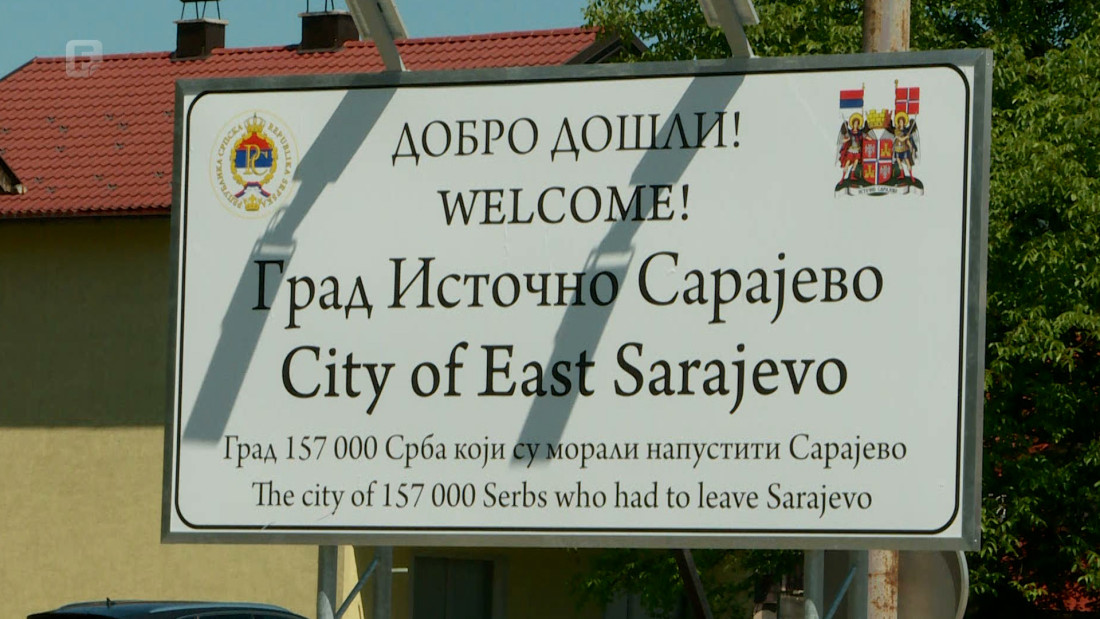 ДОБРО ДОШЛИ!
WELCOME!
Град Источно Сарајево
City of East Sarajevo
Град 157 000 Срба који су морали напустити Сарајево
The city of 157 000 Serbs who had to leave Sarajevo